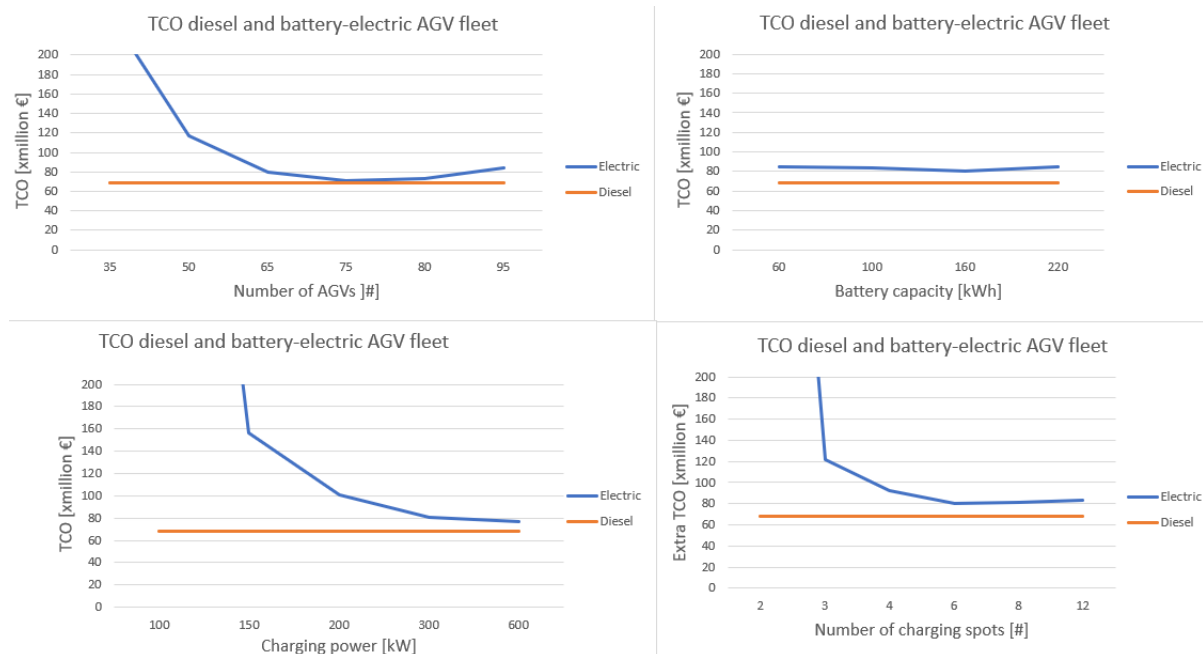 TCO diesel and battery-electric AGV fleet
200
180
160
140
120
100
80
60
40
20
0
TCO [xmillion €]
35 50 65 75 80 95
Number of AGVs ]#]
Electric
Diesel
TCO diesel and battery-electric AGV fleet
200
180
160
140
120
100
80
60
40
20
0
TCO [xmillion €]
60 100 160 220
Battery capacity [kWh]
Electric
Diesel
TCO diesel and battery-electric AGV fleet
200
180
160
140
120
100
80
60
40
20
0
TCO [xmillion €]
100 150 200 300 600
Charging power [kW]
Electric
Diesel
TCO diesel and battery-electric AGV fleet
200
180
160
140
120
100
80
60
40
20
0
Extra TCO [xmillion €]
2 3 4 6 8 12
Number of charging spots [#]
Electric
Diesel